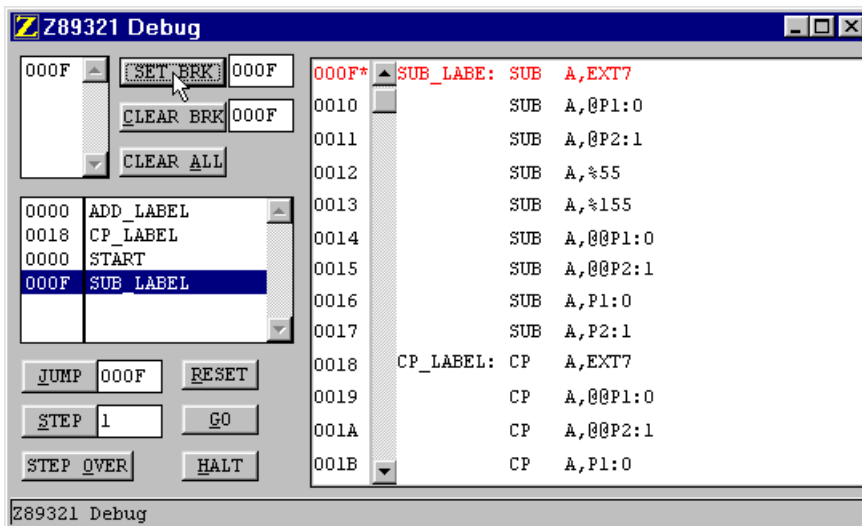 Z Z89321 Debug
000F SET BRK 000F
CLEAR BRK 000F
CLEAR ALL
0000 ADD_LABEL
0018 CP_LABEL
0000 START
000F SUB_LABEL
JUMP 000F RESET
STEP 1 GO
STEP OVER HALT
000F* SUB_LABE: SUB A,EXT7
0010 SUB A,@P1:0
0011 SUB A,@P2:1
0012 SUB A,%55
0013 SUB A,%155
0014 SUB A,@@P1:0
0015 SUB A,@@P2:1
0016 SUB A,P1:0
0017 SUB A,P2:1
0018 CP_LABEL: CP A,EXT7
0019 CP A,@@P1:0
001A CP A,@@P2:1
001B CP A,P1:0
Z89321 Debug